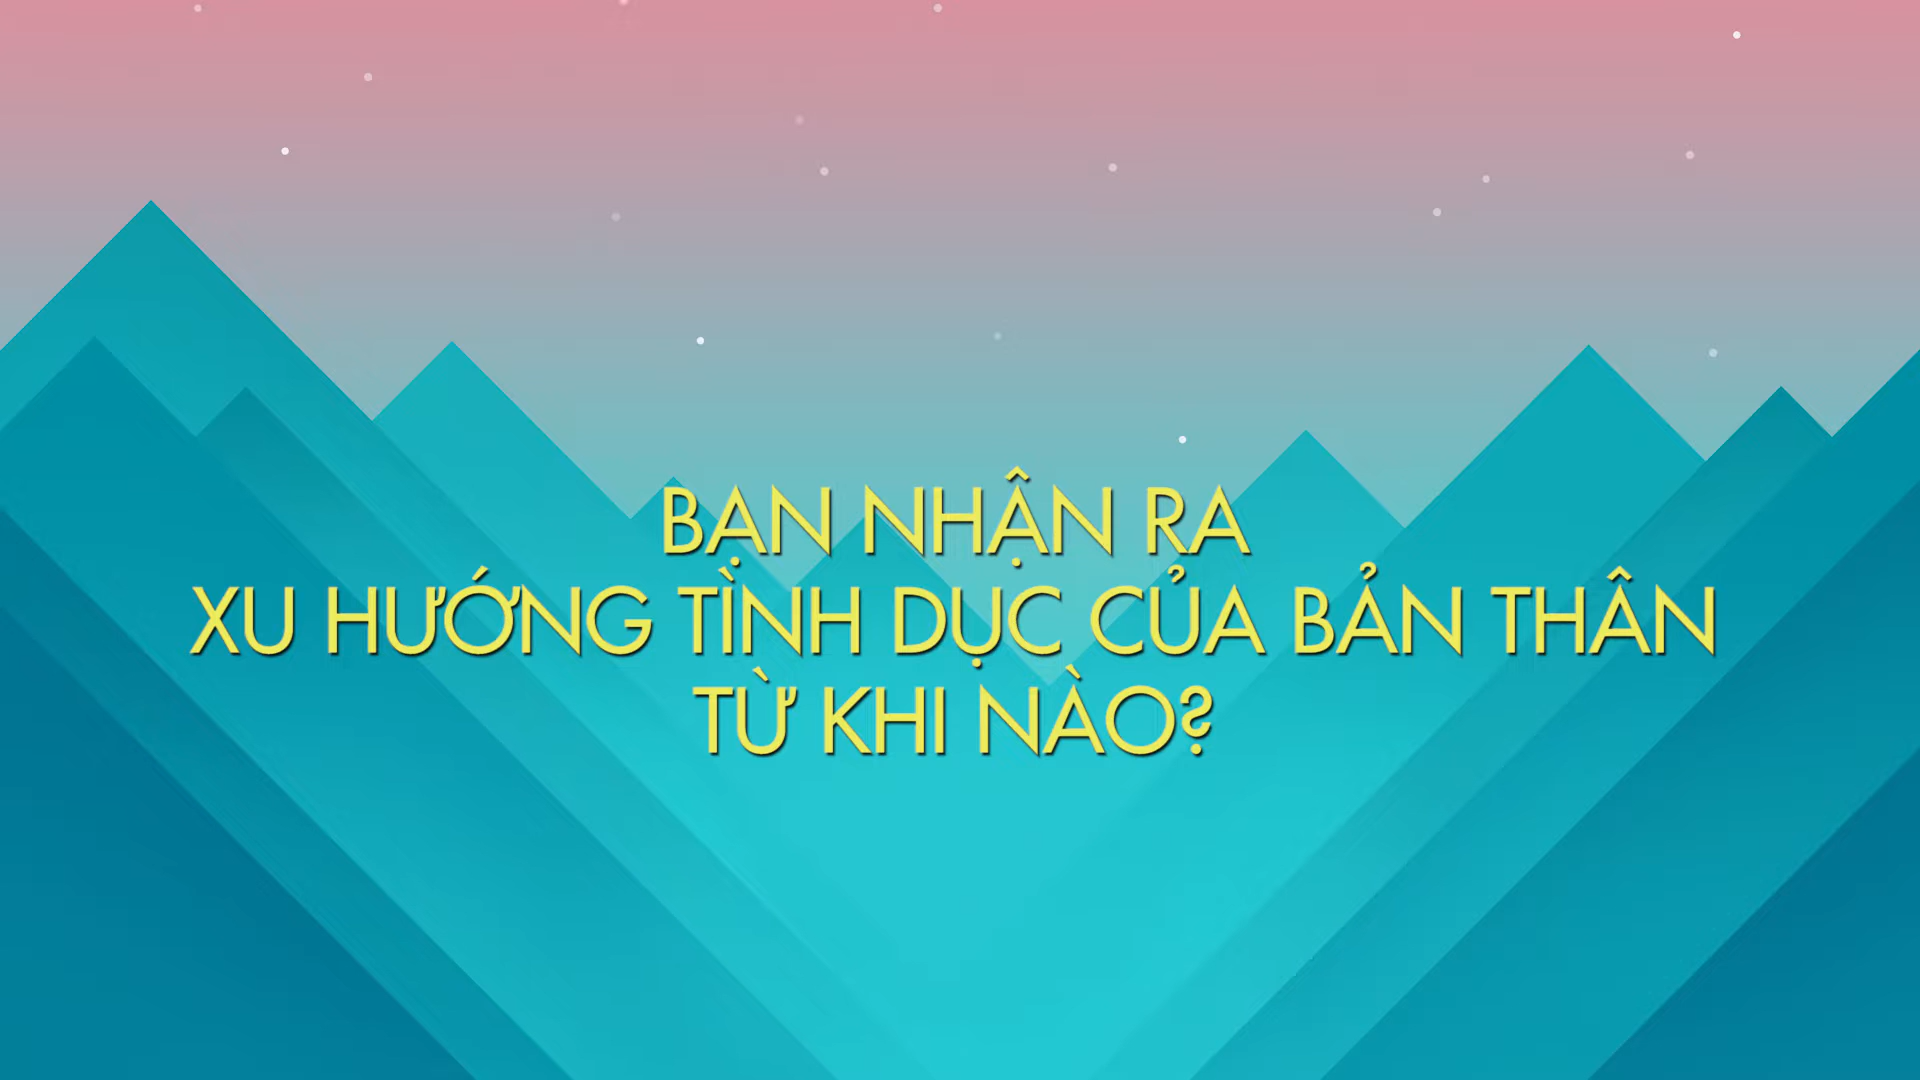 BẠN NHẬN RA
XU HƯỚNG TÌNH DỤC CỦA BẢN THÂN
TỪ KHI NÀO?